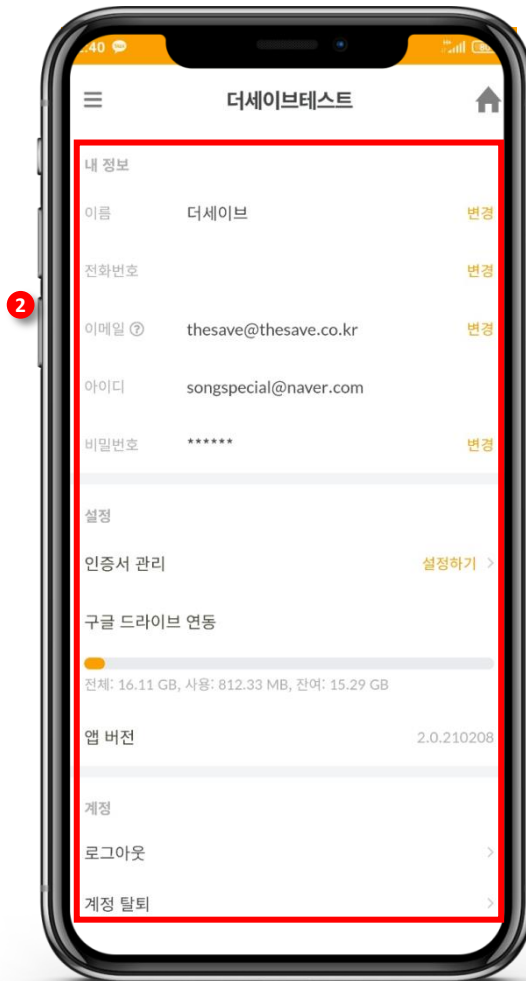 :40
더세이브테스트
내 정보
이름 더세이브 변경
전화번호 변경
2
이메일 ? thesave@thesave.co.kr 변경
아이디 songspecial@naver.com
비밀번호 ****** 변경
설정
인증서 관리 설정하기 >
구글 드라이브 연동
전체: 16.11 GB, 사용: 812.33 MB, 잔여: 15.29 GB
앱 버전 2.0.210208
계정
로그아웃 >
계정 탈퇴 >